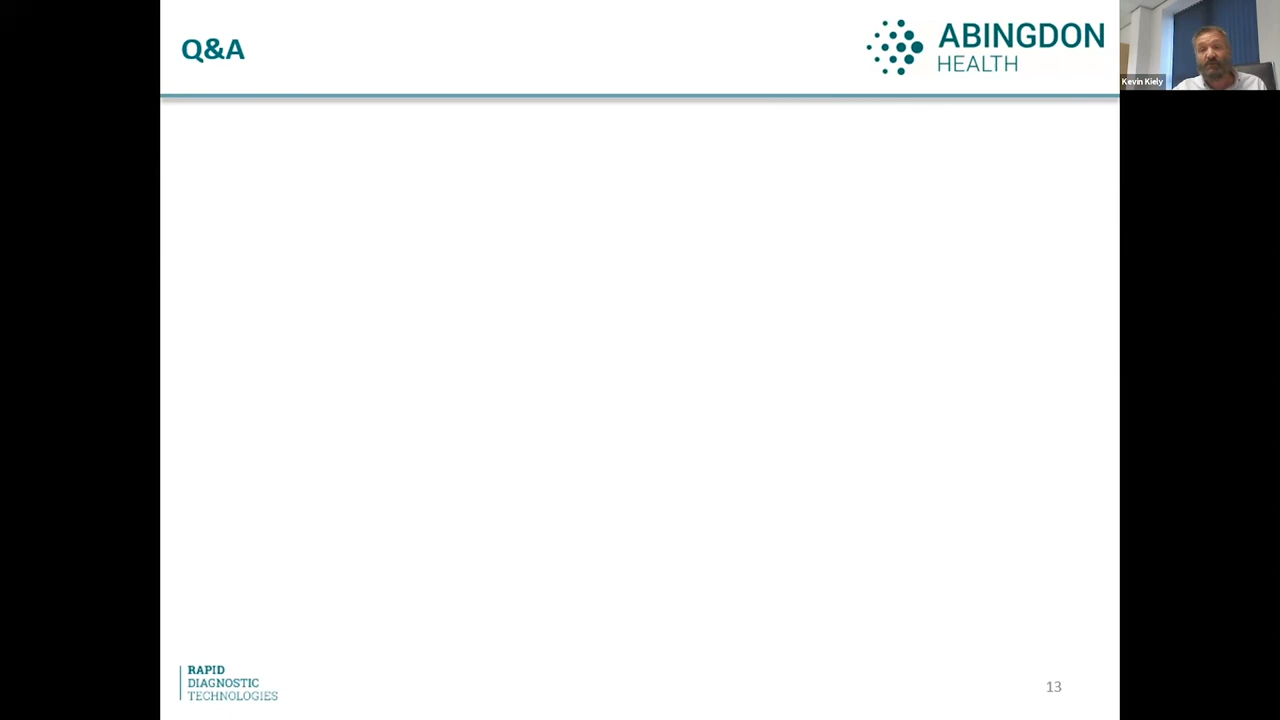 Q&A
ABINGDON
HEALTH
Kevin Kiely
RAPID
DIAGNOSTIC
TECHNOLOGIES
13